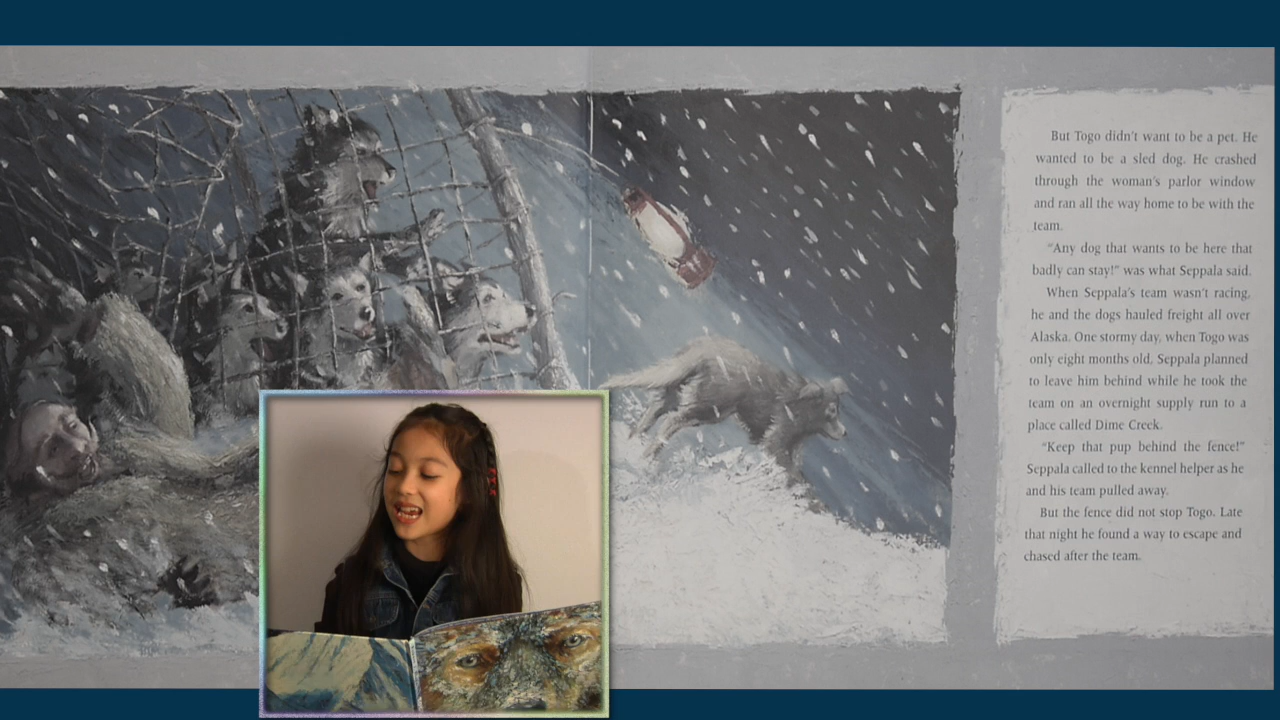 But Togo didn't want to be a pet. He
wanted to be a sled dog. He crashed
through the woman's parlor window
and ran all the way home to be with the
team.
"Any dog that wants to be here that
badly can stay!" was what Seppala said.
When Seppala's team wasn't racing,
he and the dogs hauled freight all over
Alaska. One stormy day, when Togo was
only eight months old, Seppala planned
to leave him behind while he took the
team on an overnight supply run to a
place called Dime Creek.
"Keep that pup behind the fence!"
Seppala called to the kennel helper as he
and his team pulled away.
But the fence did not stop Togo. Late
that night he found a way to escape and
chased after the team.